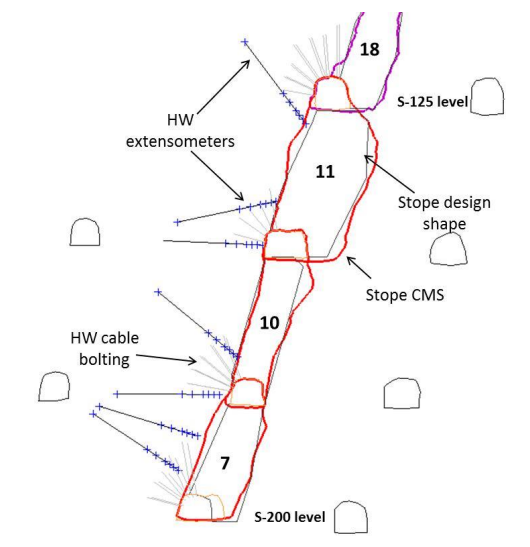 18
S-125 level
HW
extensometers
11
Stope design
shape
Stope CMS
10
HW cable
bolting
7
S-200 level